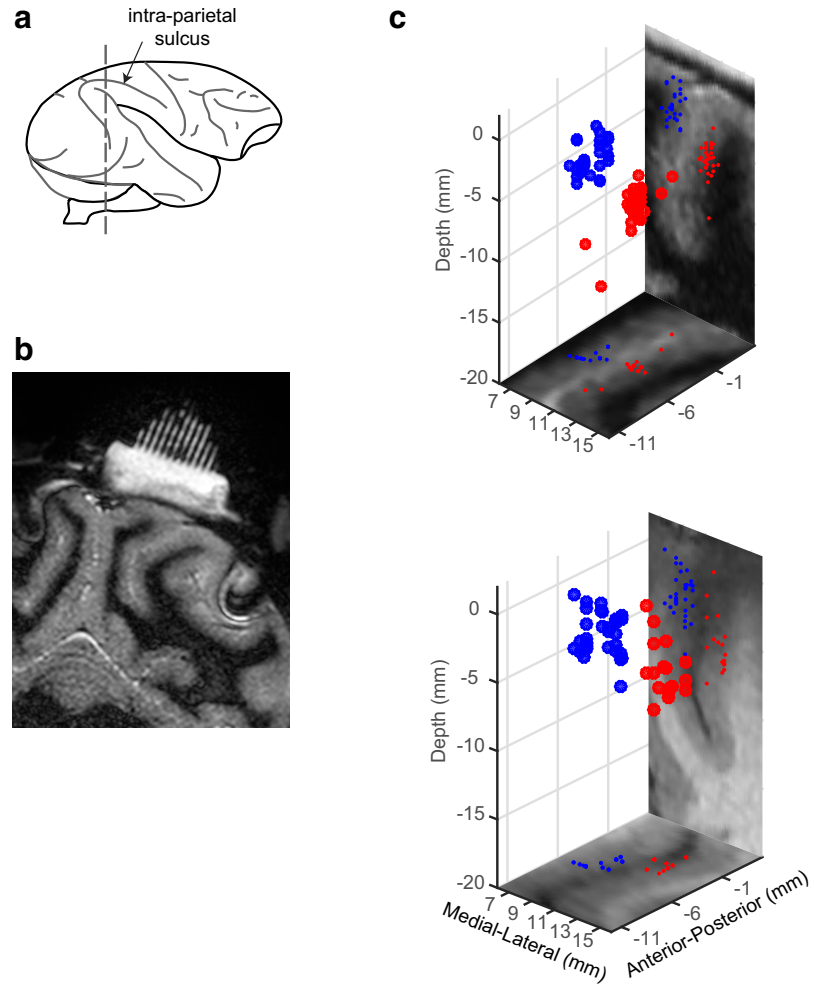 a
intra-parietal
sulcus
b
c
0
-5
-10
-15
-20
Depth (mm)
7
9
11
13
15
-11
-6
-1
0
-5
-10
-15
-20
Depth (mm)
7
9
11
13
15
-11
-6
-1
Medial-Lateral (mm)
Anterior-Posterior (mm)